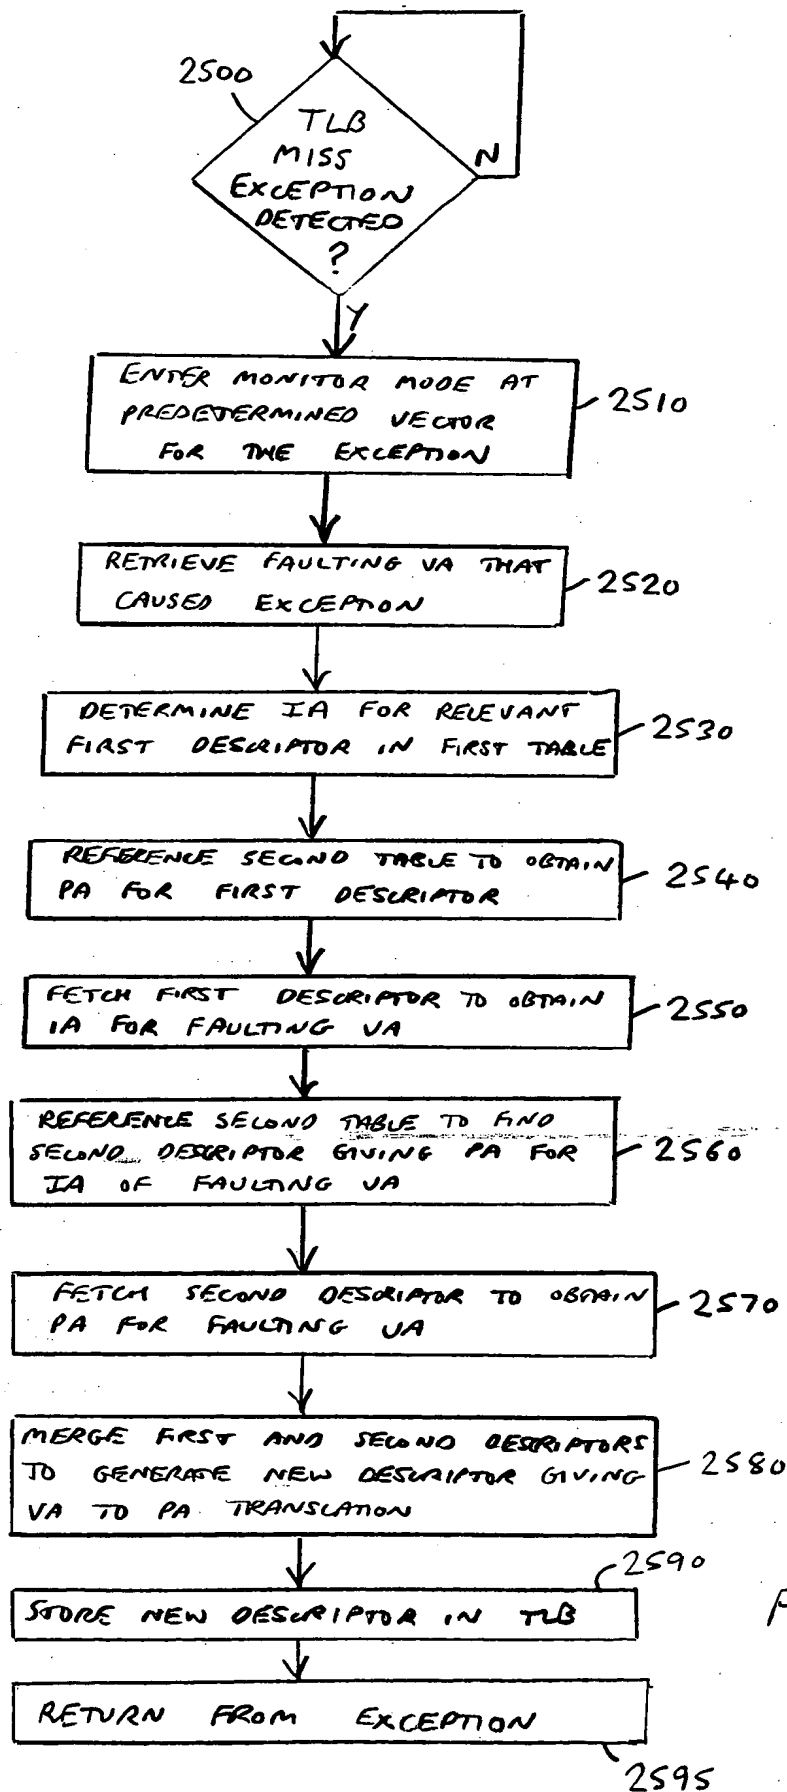 2500
TLB
MISS
EXCEPTION
DETECTED
?
N
Y
ENTER MONITOR MODE AT
PREDETERMINED VECTOR
FOR THE EXCEPTION
2510
RETRIEVE FAULTING VA THAT
CAUSED EXCEPTION
2520
DETERMINE IA FOR RELEVANT
FIRST DESCRIPTOR IN FIRST TABLE
2530
REFERENCE SECOND TABLE TO OBTAIN
PA FOR FIRST DESCRIPTOR
2540
FETCH FIRST DESCRIPTOR TO OBTAIN
IA FOR FAULTING VA
2550
REFERENCE SECOND TABLE TO FIND
SECOND DESCRIPTOR GIVING PA FOR
IA OF FAULTING VA
2560
FETCH SECOND DESCRIPTOR TO OBTAIN
PA FOR FAULTING VA
2570
MERGE FIRST AND SECOND DESCRIPTORS
TO GENERATE NEW DESCRIPTOR GIVING
VA TO PA TRANSLATION
2580
2590
STORE NEW DESCRIPTOR IN TLB
RETURN FROM EXCEPTION
2595